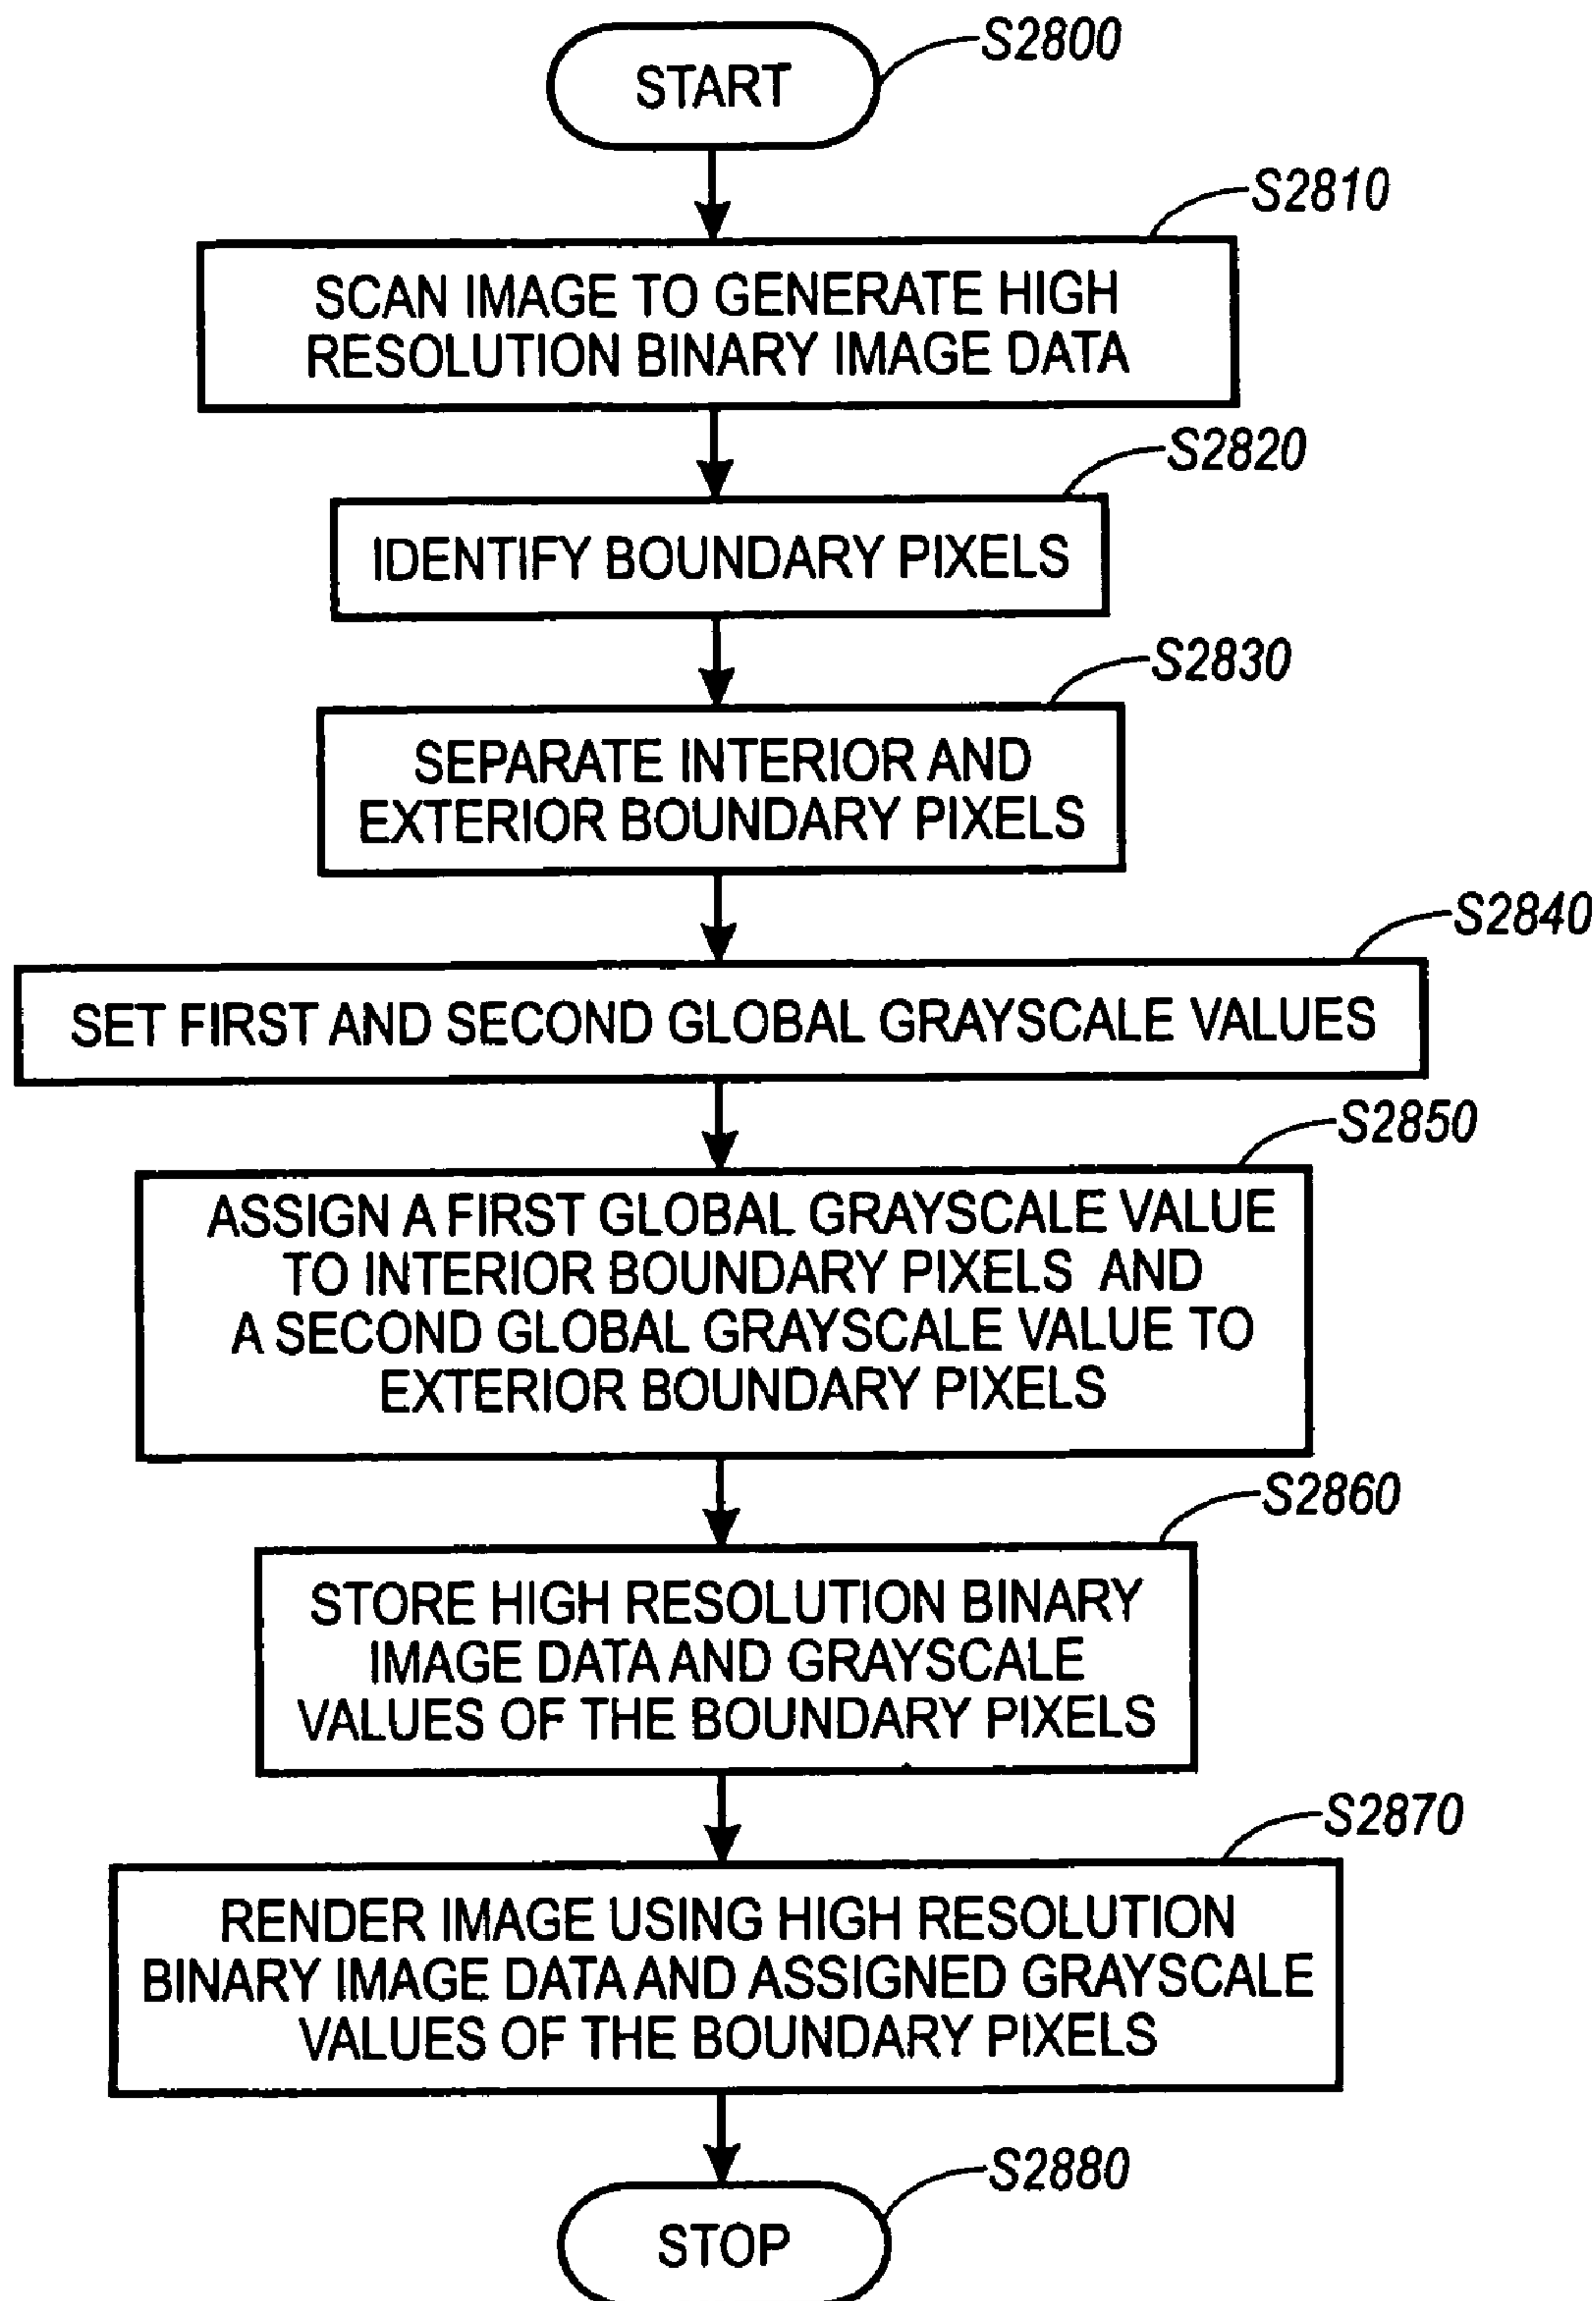 START
S2800
S2810
SCAN IMAGE TO GENERATE HIGH
RESOLUTION BINARY IMAGE DATA
S2820
IDENTIFY BOUNDARY PIXELS
S2830
SEPARATE INTERIOR AND
EXTERIOR BOUNDARY PIXELS
S2840
SET FIRST AND SECOND GLOBAL GRAYSCALE VALUES
S2850
ASSIGN A FIRST GLOBAL GRAYSCALE VALUE
TO INTERIOR BOUNDARY PIXELS AND
A SECOND GLOBAL GRAYSCALE VALUE TO
EXTERIOR BOUNDARY PIXELS
S2860
STORE HIGH RESOLUTION BINARY
IMAGE DATA AND GRAYSCALE
VALUES OF THE BOUNDARY PIXELS
S2870
RENDER IMAGE USING HIGH RESOLUTION
BINARY IMAGE DATA AND ASSIGNED GRAYSCALE
VALUES OF THE BOUNDARY PIXELS
S2880
STOP